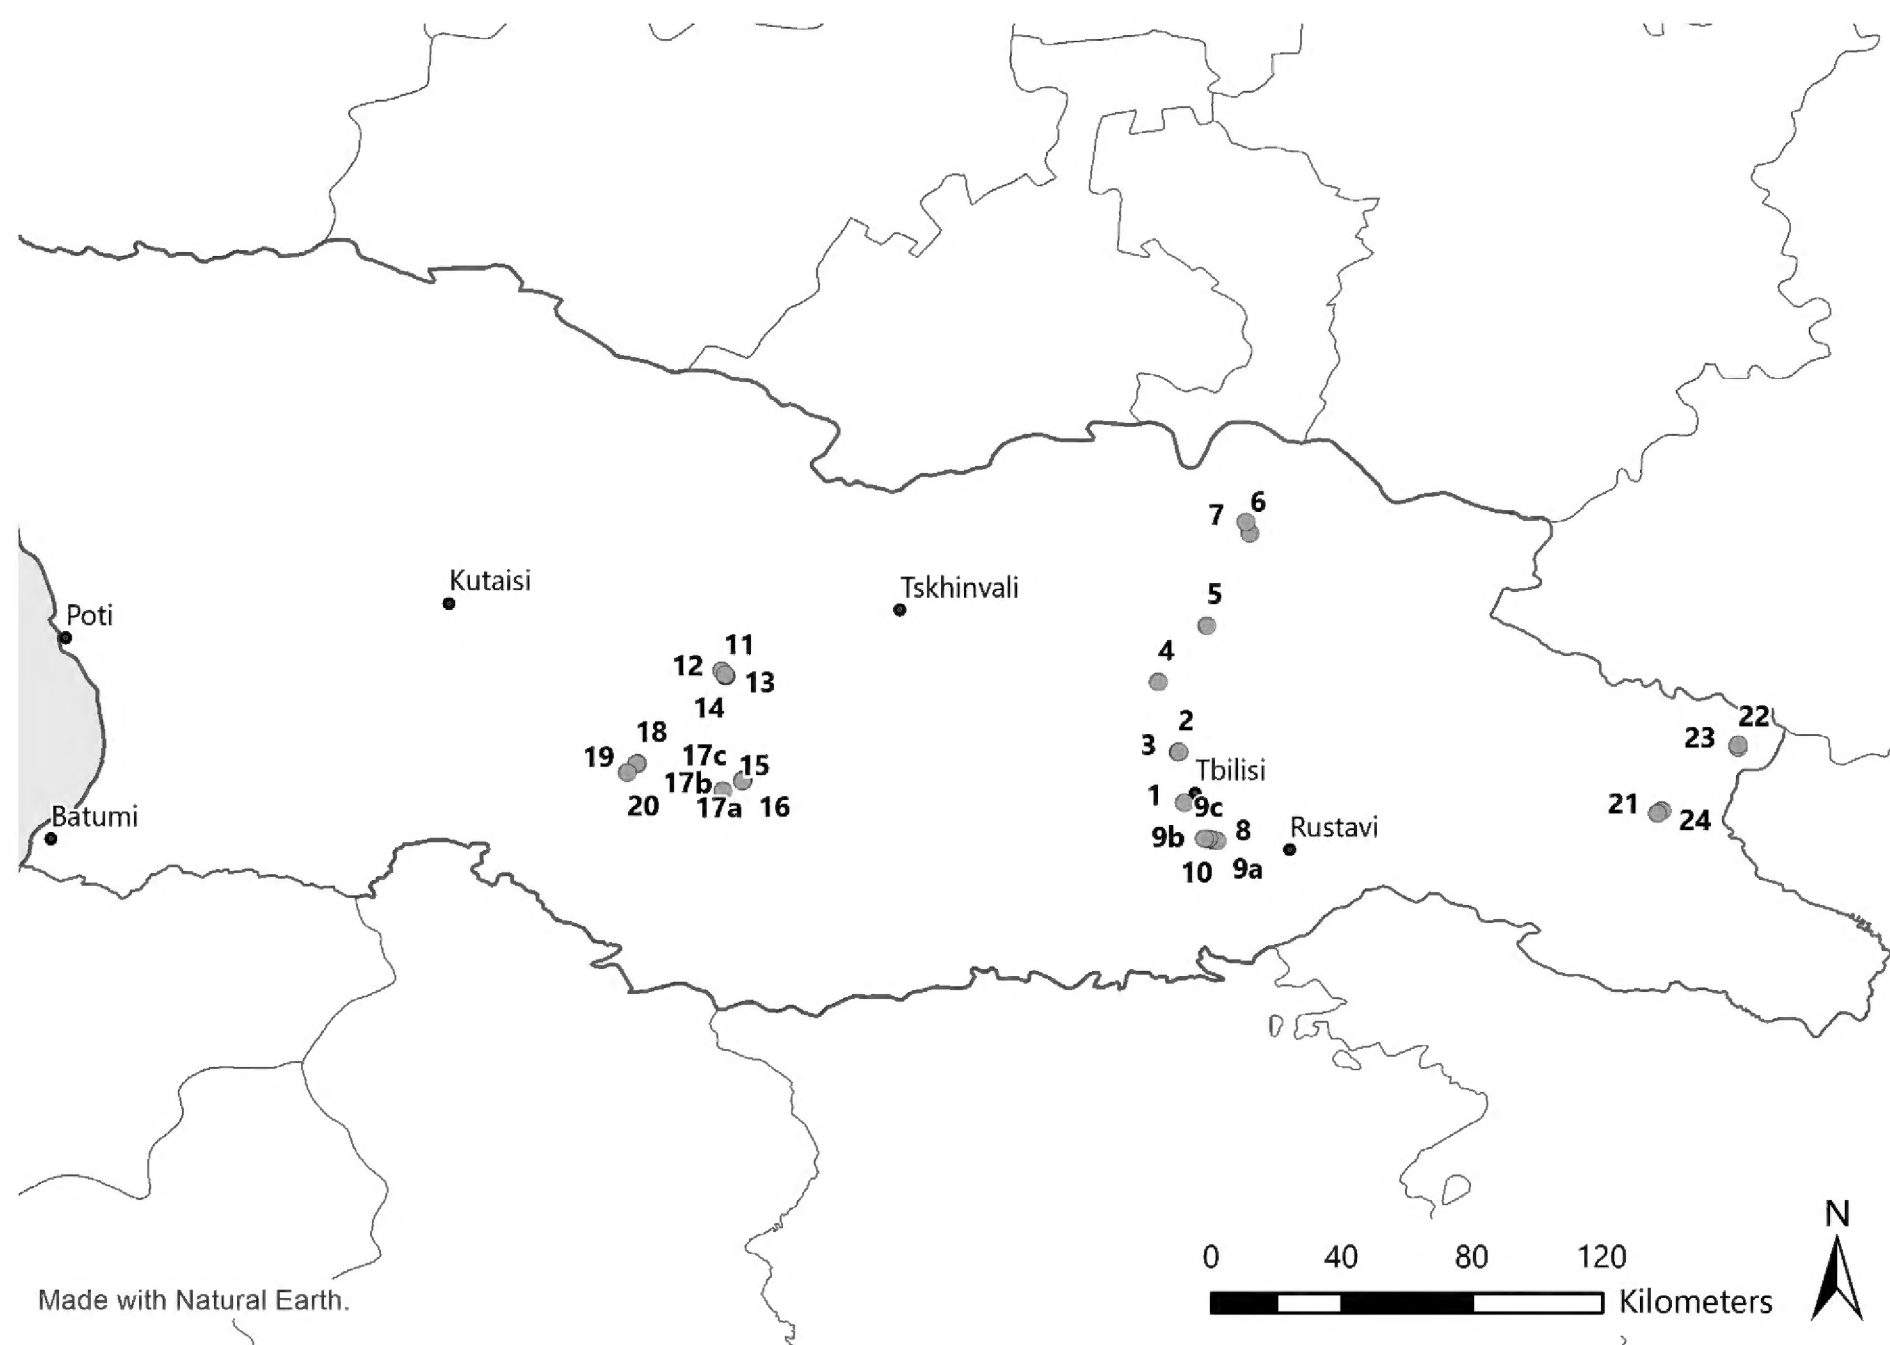 6
7
Kutaisi
Tskhinvali
5
Poti
11
4
12
13
14
22
2
18
23
3
17c
19
15
Tbilisi
17b
1
9c
21
20
17a
16
Batumi
24
Rustavi
9b
8
10
9a
N
0 40 80 120
Made with Natural Earth.
Kilometers